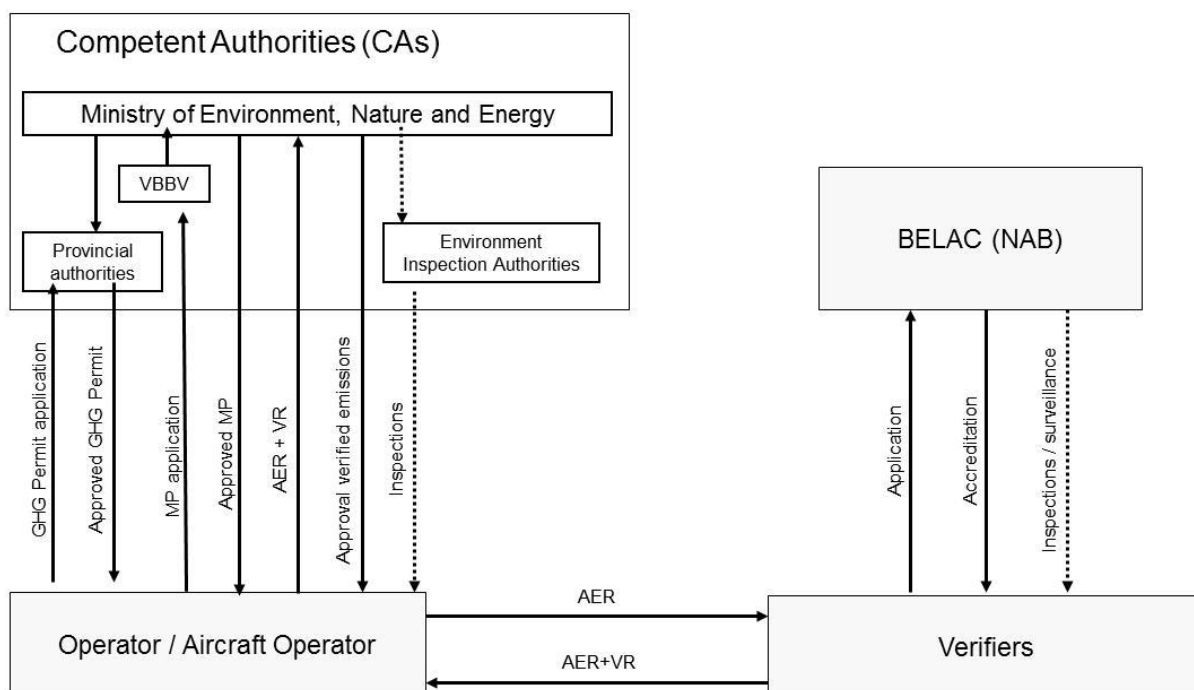 Competent Authorities (CAs)
Ministry of Environment, Nature and Energy
VBBV
Provincial
authorities
Environment
Inspection Authorities
BELAC (NAB)
GHG Permit application
Approved GHG Permit
MP application
Approved MP
AER + VR
Approval verified emissions
Inspections
Application
Accreditation
Inspections / surveillance
Operator / Aircraft Operator
AER
AER+VR
Verifiers